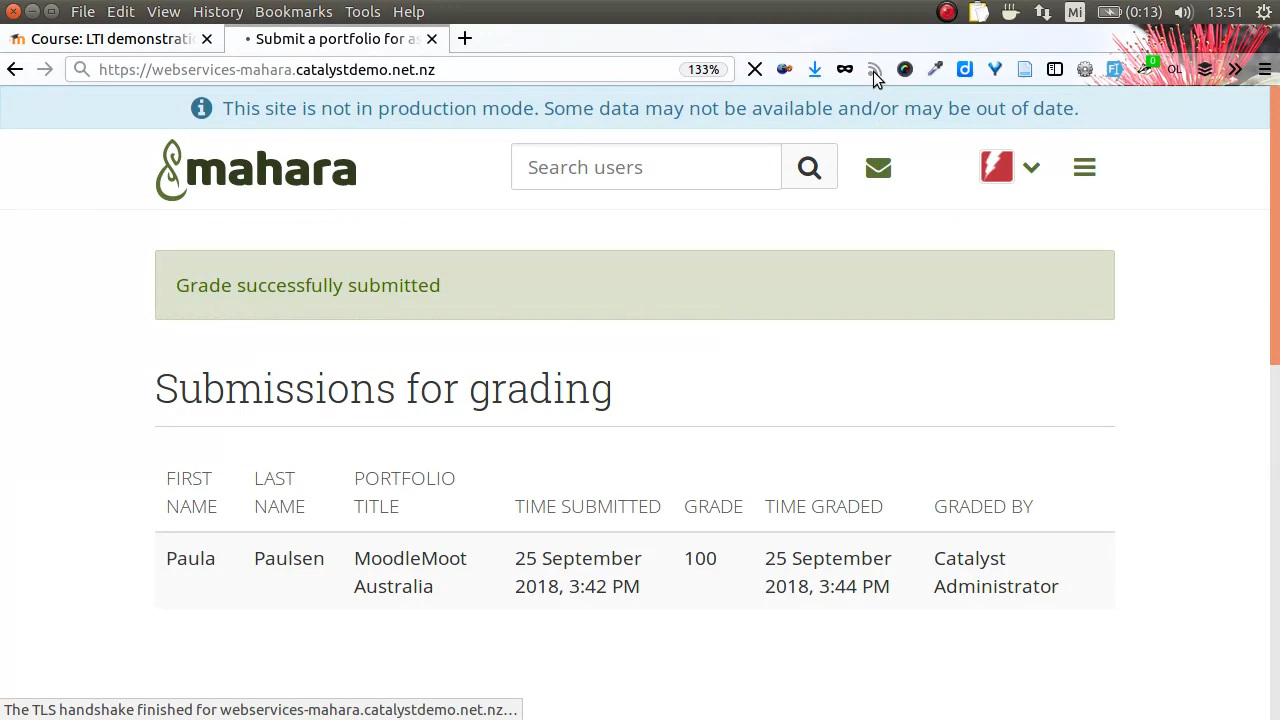 File Edit View History Bookmarks Tools Help Mi (0:13) 13:51
Course: LTI demonstrati Submit a portfolio for as
https://webservices-mahara.catalystdemo.net.nz 133% 0 OL
This site is not in production mode. Some data may not be available and/or may be out of date.
mahara Search users
Grade successfully submitted
Submissions for grading
FIRST NAME LAST NAME PORTFOLIO TITLE TIME SUBMITTED GRADE TIME GRADED GRADED BY
Paula Paulsen MoodleMoot 25 September 100 25 September Catalyst
Australia 2018, 3:42 PM 2018, 3:44 PM Administrator
The TLS handshake finished for webservices-mahara.catalystdemo.net.nz…